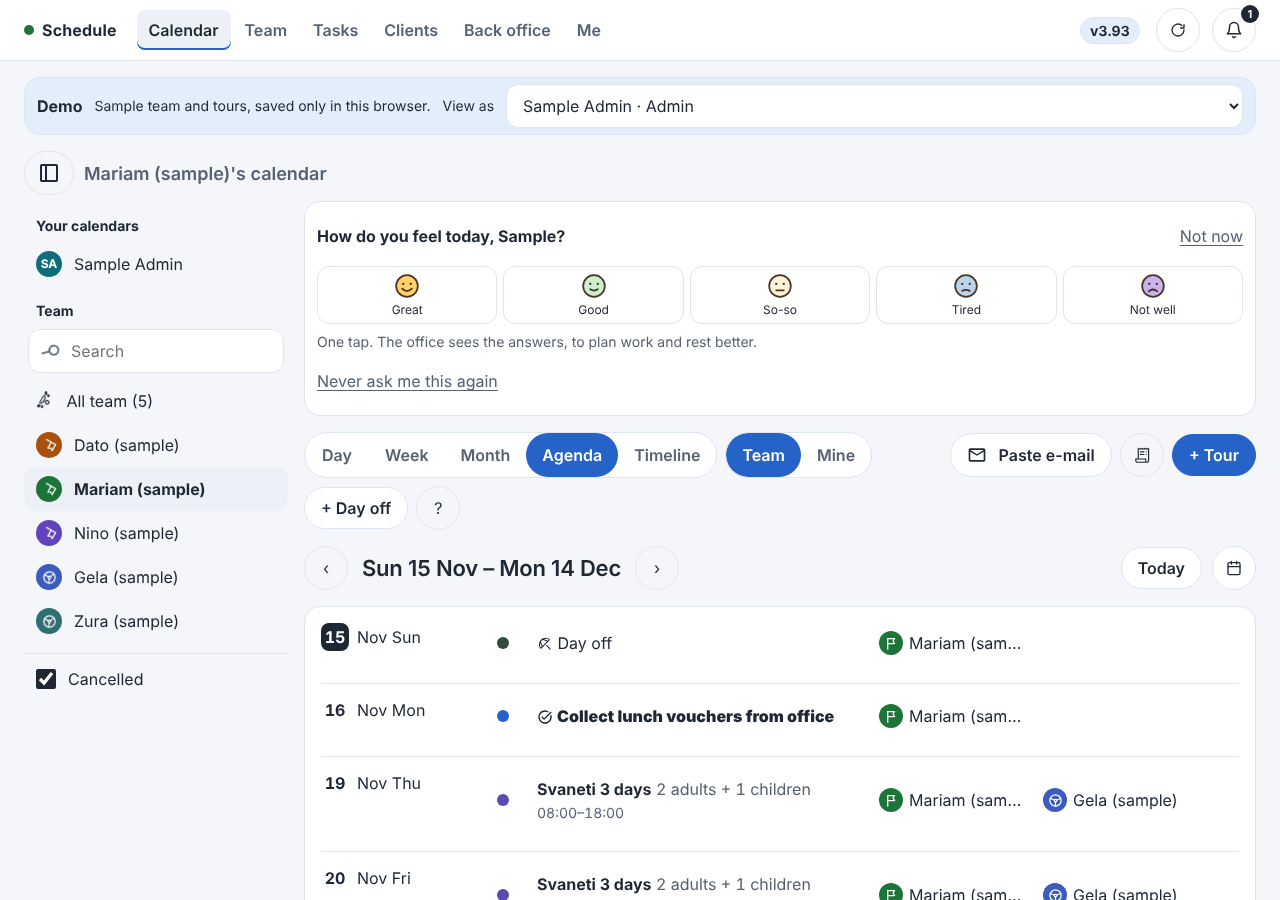 Schedule Calendar Team Tasks Clients Back office Me v3.93 1
Demo Sample team and tours, saved only in this browser. View as Sample Admin · Admin
Mariam (sample)'s calendar
Your calendars
SA Sample Admin
Team
Search
All team (5)
Dato (sample)
Mariam (sample)
Nino (sample)
Gela (sample)
Zura (sample)
Cancelled
How do you feel today, Sample? Not now
Great Good So-so Tired Not well
One tap. The office sees the answers, to plan work and rest better.
Never ask me this again
Day Week Month Agenda Timeline Team Mine Paste e-mail + Tour
+ Day off ?
‹ Sun 15 Nov – Mon 14 Dec › Today
15 Nov Sun Day off Mariam (sam...
16 Nov Mon Collect lunch vouchers from office Mariam (sam...
19 Nov Thu Svaneti 3 days 2 adults + 1 children Mariam (sam... Gela (sample)
08:00–18:00
20 Nov Fri Svaneti 3 days 2 adults + 1 children Mariam (sam... Gela (sample)